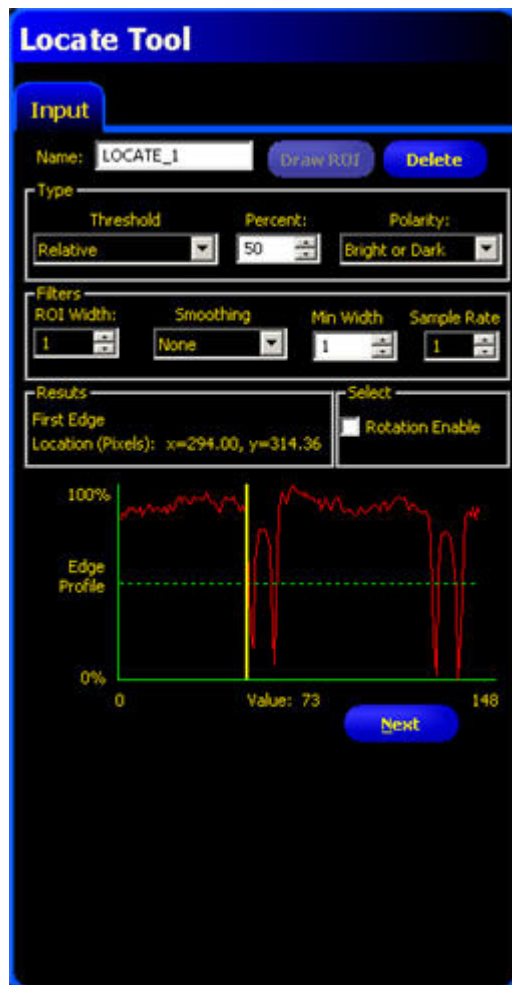 Locate Tool
Input
Name: LOCATE_1 Draw ROI Delete
Type
Threshold Percent: Polarity:
Relative 50 Bright or Dark
Filters
ROI Width: Smoothing Min Width Sample Rate
1 None 1 1
Resuts Select
First Edge
Location (Pixels): x=294.00, y=314.36 Rotation Enable
100%
Edge
Profile
0%
0 Value: 73 148
Next